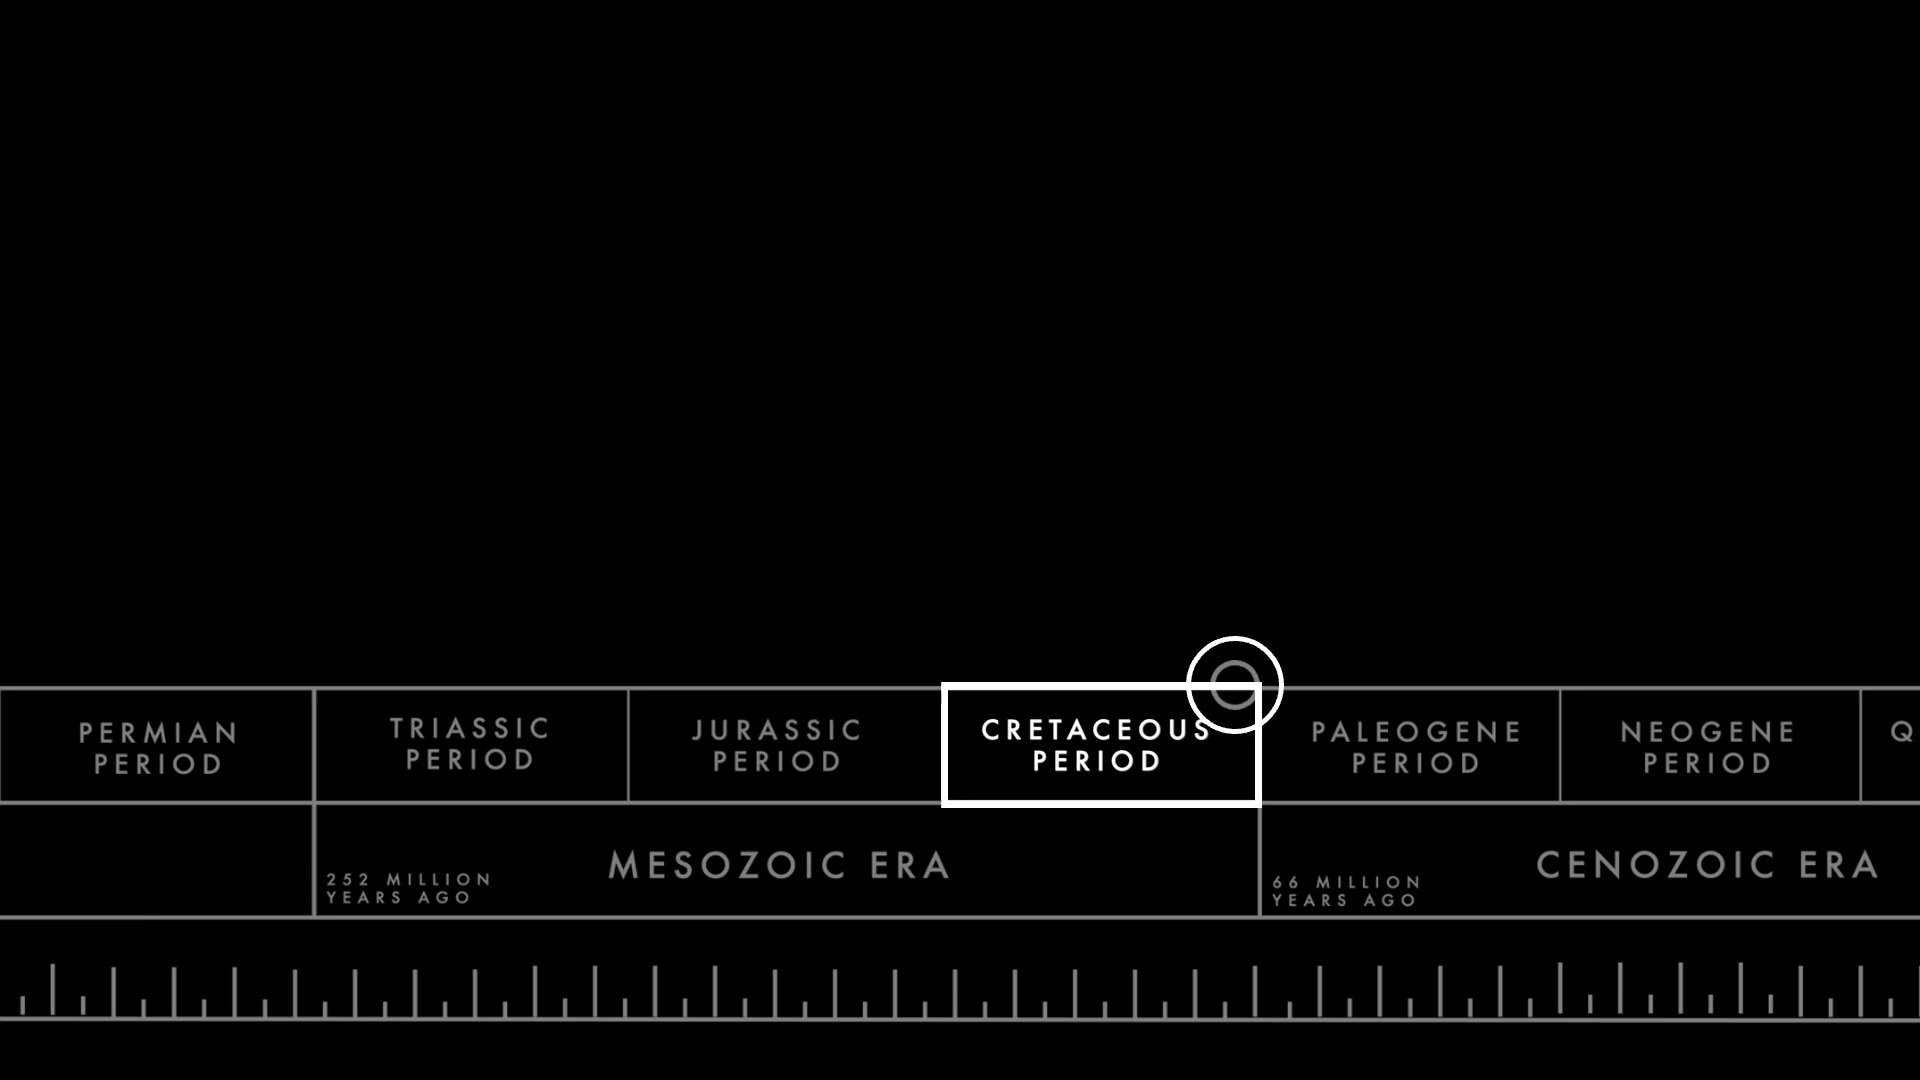 PERMIAN
PERIOD
TRIASSIC
PERIOD
JURASSIC
PERIOD
CRETACEOUS
PERIOD
PALEOGENE
PERIOD
NEOGENE
PERIOD
Q
252 MILLION
YEARS AGO
MESOZOIC ERA
66 MILLION
YEARS AGO
CENOZOIC ERA